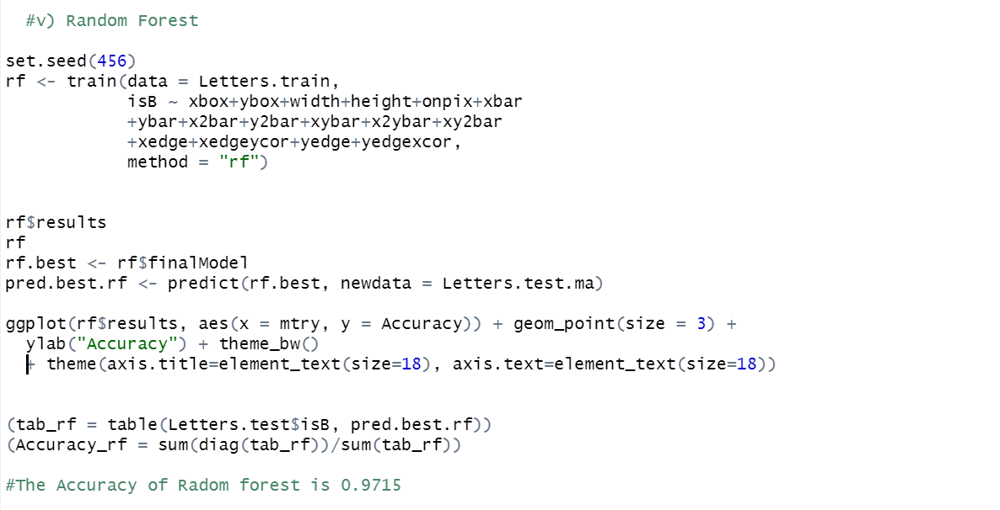 #v) Random Forest
set.seed(456)
rf <- train(data = Letters.train,
isB ~ xbox+ybox+width+height+onpix+xbar
+ybar+x2bar+y2bar+xybar+x2ybar+xy2bar
+xedge+xedgeycor+yedge+yedgexcor,
method = "rf")
rf$results
rf
rf.best <- rf$finalModel
pred.best.rf <- predict(rf.best, newdata = Letters.test.ma)
ggplot(rf$results, aes(x = mtry, y = Accuracy)) + geom_point(size = 3) +
ylab("Accuracy") + theme_bw()
+ theme(axis.title=element_text(size=18), axis.text=element_text(size=18))
(tab_rf = table(Letters.test$isB, pred.best.rf))
(Accuracy_rf = sum(diag(tab_rf))/sum(tab_rf))
#The Accuracy of Radom forest is 0.9715